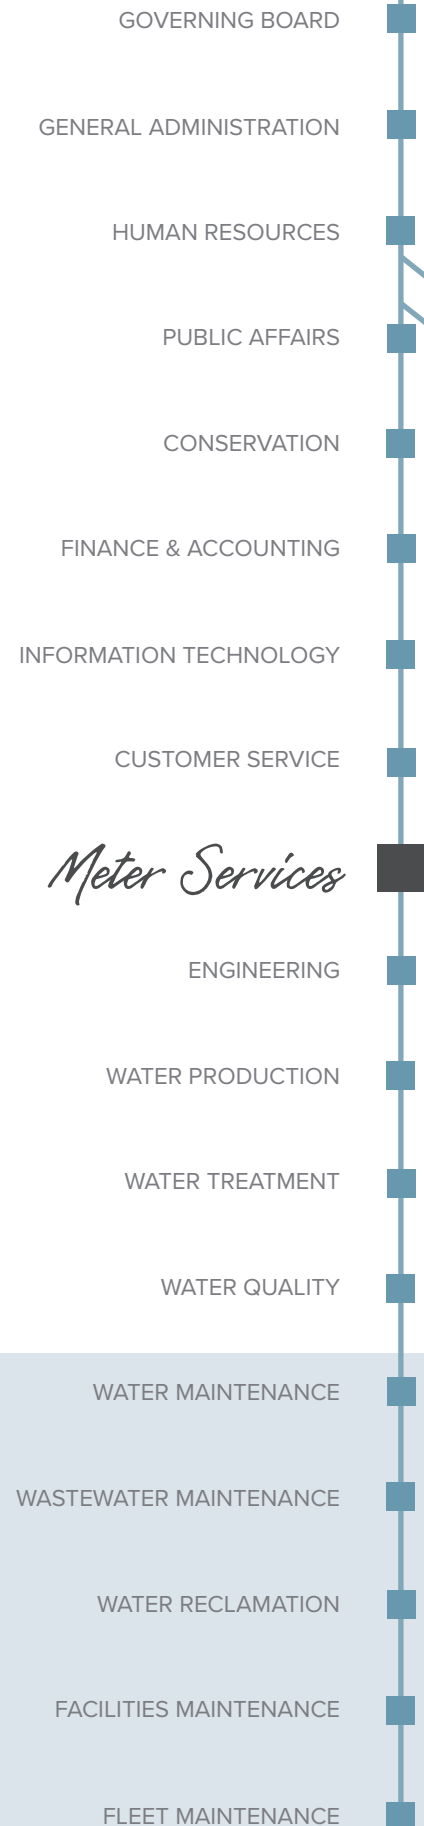 GOVERNING BOARD
GENERAL ADMINISTRATION
HUMAN RESOURCES
PUBLIC AFFAIRS
CONSERVATION
FINANCE & ACCOUNTING
INFORMATION TECHNOLOGY
CUSTOMER SERVICE
Meter Services
ENGINEERING
WATER PRODUCTION
WATER TREATMENT
WATER QUALITY
WATER MAINTENANCE
WASTEWATER MAINTENANCE
WATER RECLAMATION
FACILITIES MAINTENANCE
FLEET MAINTENANCE